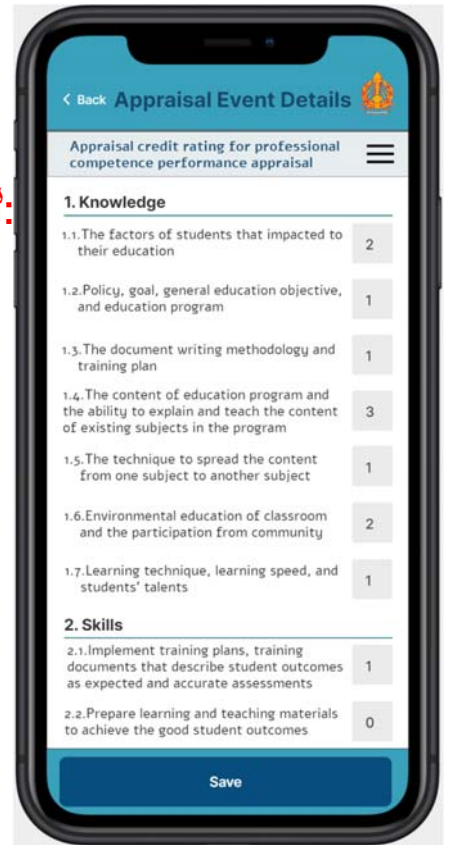 < Back Appraisal Event Details
Appraisal credit rating for professional
competence performance appraisal
1. Knowledge
1.1.The factors of students that impacted to
their education
2
1.2.Policy, goal, general education objective,
and education program
1
1.3.The document writing methodology and
training plan
1
1.4.The content of education program and
the ability to explain and teach the content
of existing subjects in the program
3
1.5.The technique to spread the content
from one subject to another subject
1
1.6.Environmental education of classroom
and the participation from community
2
1.7.Learning technique, learning speed, and
students' talents
1
2. Skills
2.1.Implement training plans, training
documents that describe student outcomes
as expected and accurate assessments
1
2.2.Prepare learning and teaching materials
to achieve the good student outcomes
0
Save